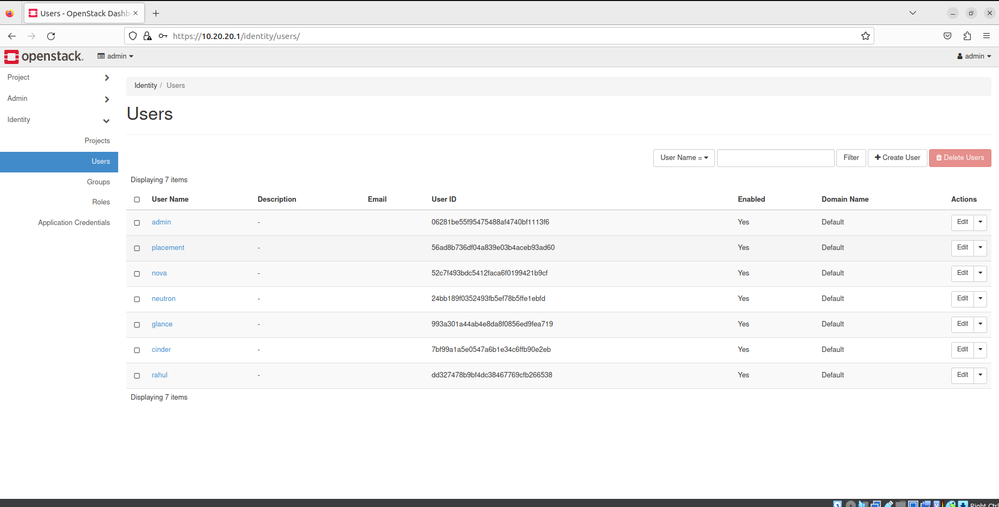 Users - OpenStack Dashb
https://10.20.20.1/identity/users/
openstack. admin admin
Project
Admin
Identity
Projects
Users
Groups
Roles
Application Credentials
Identity / Users
Users
User Name = Filter Create User Delete Users
Displaying 7 items
User Name Description Email User ID Enabled Domain Name Actions
admin - 06281be55f95475488af4740bf1113f6 Yes Default Edit
placement - 56ad8b736df04a839e03b4aceb93ad60 Yes Default Edit
nova - 52c7f493bdc5412faca6f0199421b9cf Yes Default Edit
neutron - 24bb189f0352493fb5ef78b5ffe1ebfd Yes Default Edit
glance - 993a301a44ab4e8da8f0856ed9fea719 Yes Default Edit
cinder - 7bf99a1a5e0547a6b1e34c6ffb90e2eb Yes Default Edit
rahul - dd327478b9bf4dc38467769cfb266538 Yes Default Edit
Displaying 7 items
Right Ctrl